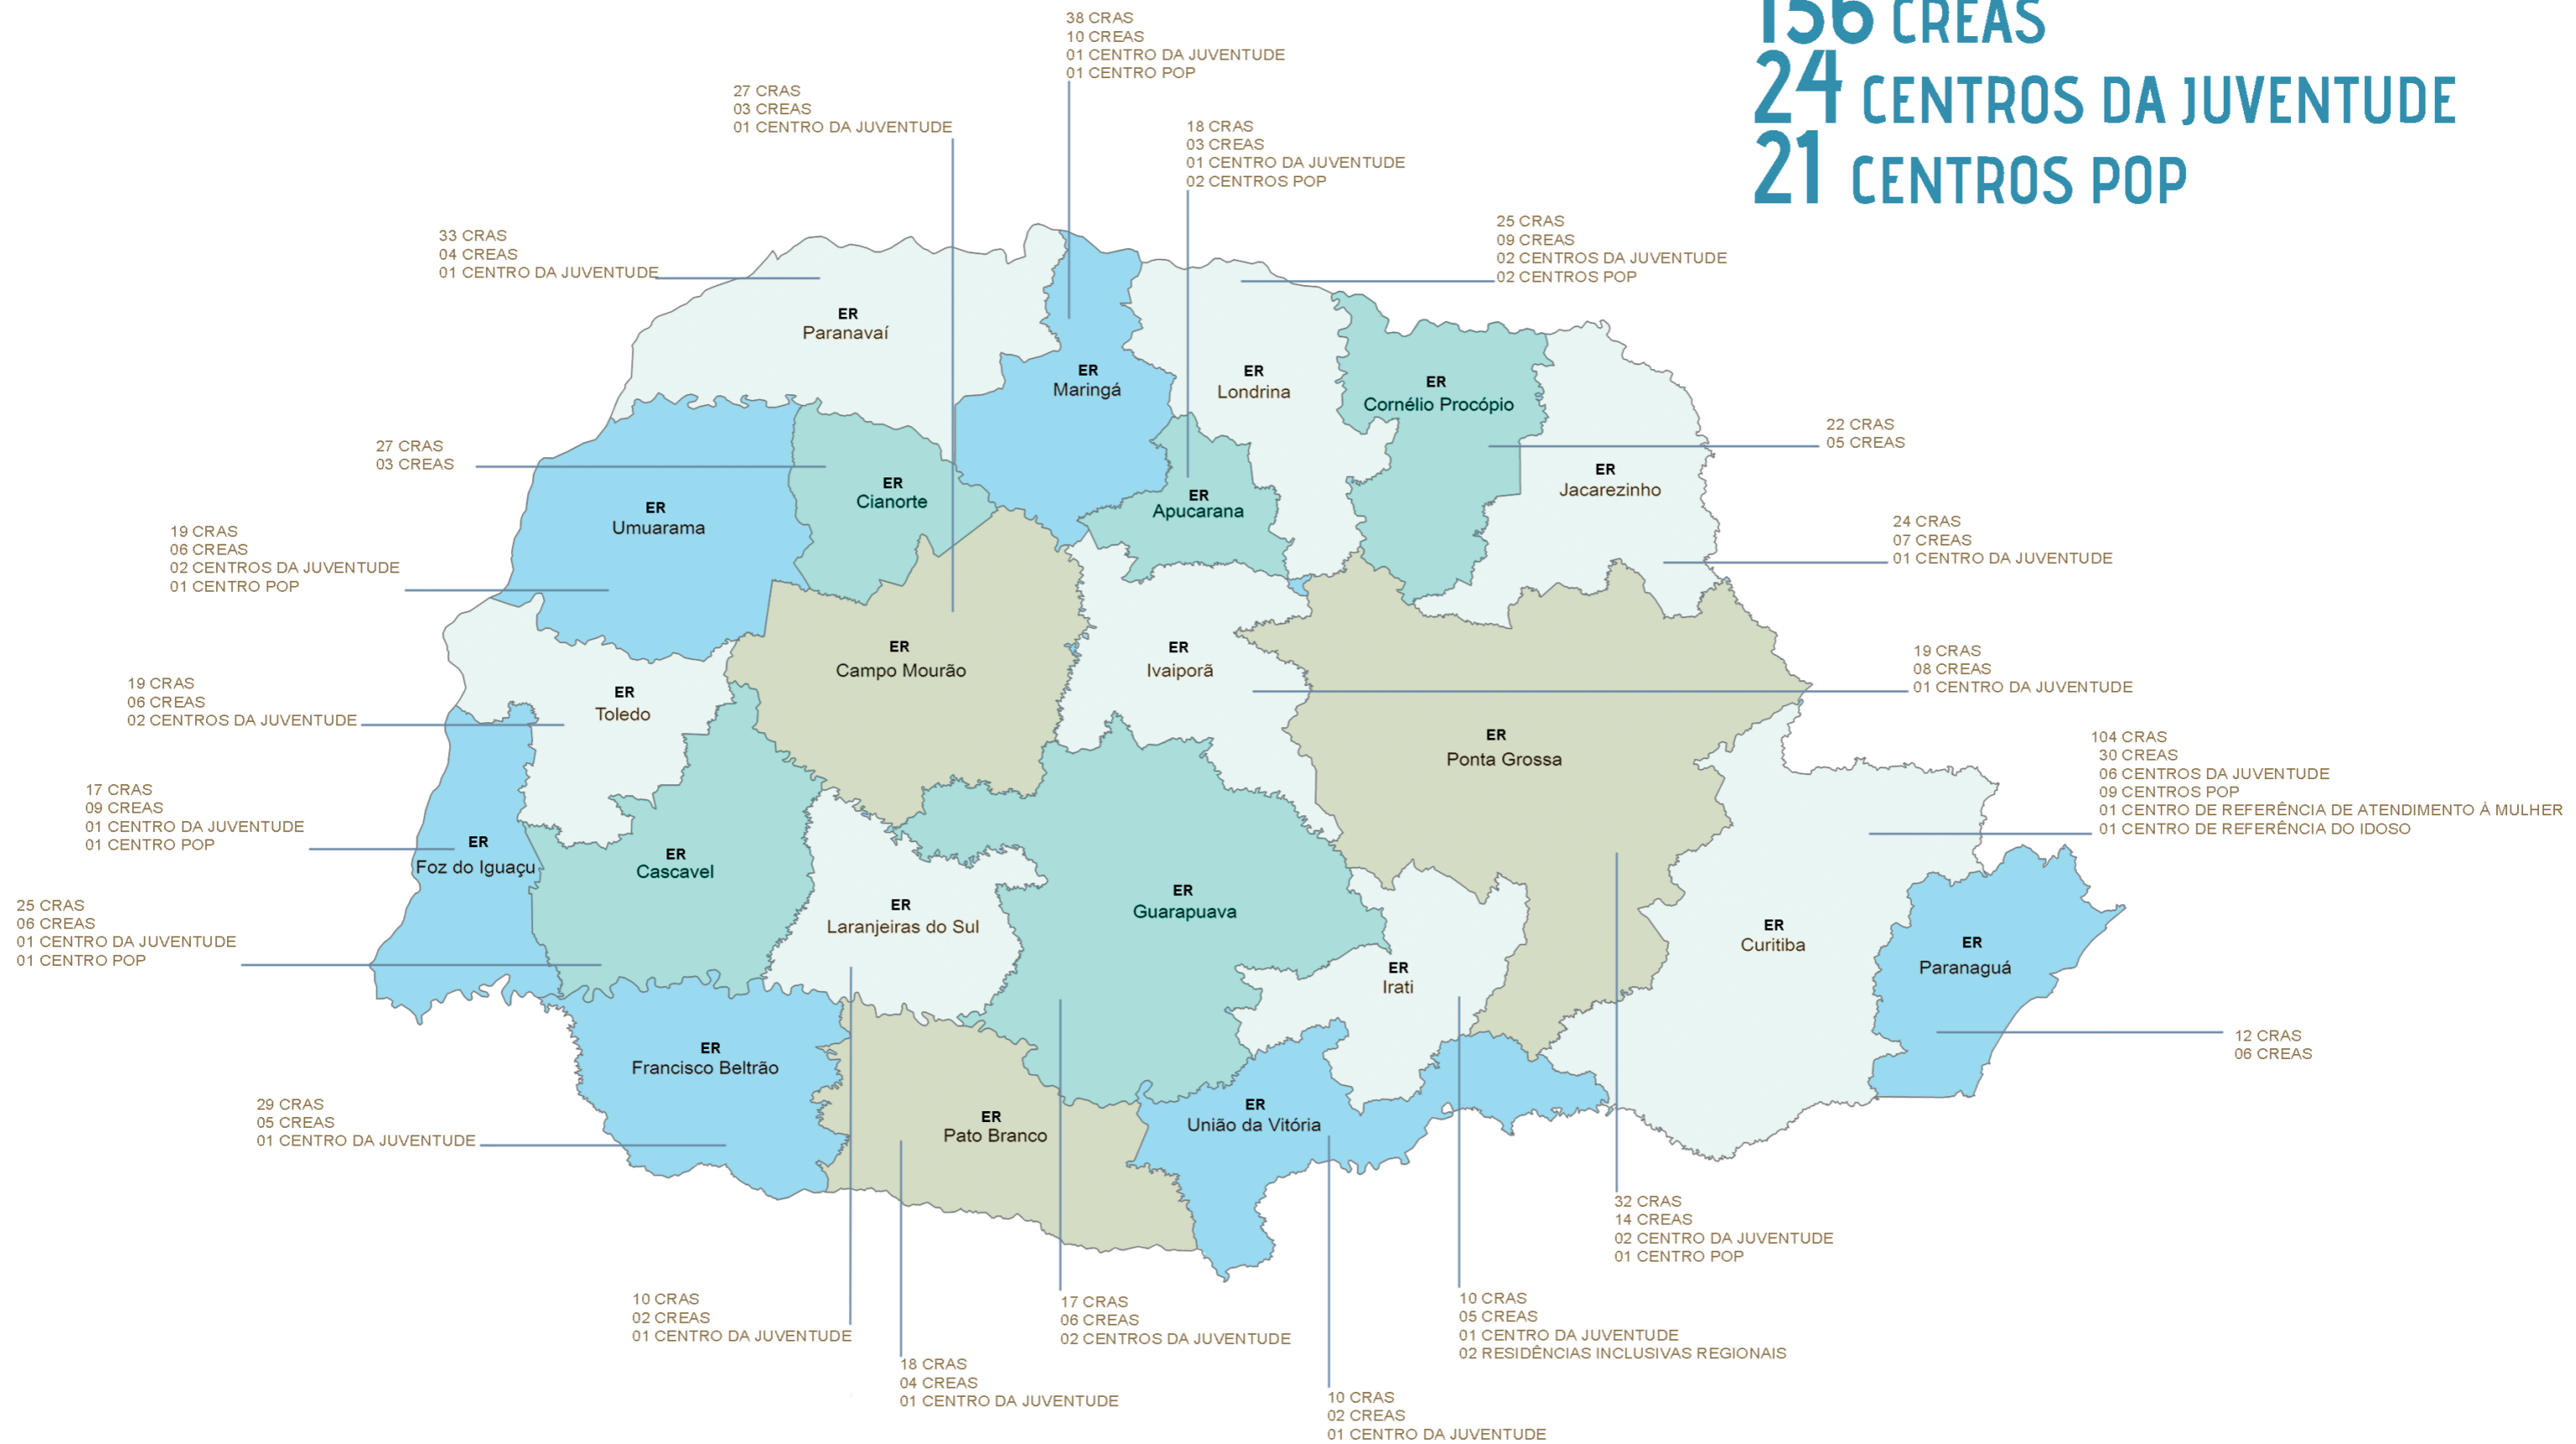 156 CREAS
24 CENTROS DA JUVENTUDE
21 CENTROS POP
38 CRAS
10 CREAS
01 CENTRO DA JUVENTUDE
01 CENTRO POP
27 CRAS
03 CREAS
01 CENTRO DA JUVENTUDE
18 CRAS
03 CREAS
01 CENTRO DA JUVENTUDE
02 CENTROS POP
33 CRAS
04 CREAS
01 CENTRO DA JUVENTUDE
25 CRAS
09 CREAS
02 CENTROS DA JUVENTUDE
02 CENTROS POP
ER
Paranavaí
ER
Maringá
ER
Londrina
ER
Cornélio Procópio
27 CRAS
03 CREAS
22 CRAS
05 CREAS
ER
Cianorte
ER
Umuarama
ER
Apucarana
ER
Jacarezinho
19 CRAS
06 CREAS
02 CENTROS DA JUVENTUDE
01 CENTRO POP
24 CRAS
07 CREAS
01 CENTRO DA JUVENTUDE
ER
Campo Mourão
ER
Ivaiporã
19 CRAS
08 CREAS
01 CENTRO DA JUVENTUDE
19 CRAS
06 CREAS
02 CENTROS DA JUVENTUDE
ER
Toledo
ER
Ponta Grossa
104 CRAS
30 CREAS
06 CENTROS DA JUVENTUDE
09 CENTROS POP
01 CENTRO DE REFERÊNCIA DE ATENDIMENTO À MULHER
01 CENTRO DE REFERÊNCIA DO IDOSO
17 CRAS
09 CREAS
01 CENTRO DA JUVENTUDE
01 CENTRO POP
ER
Foz do Iguaçu
ER
Cascavel
ER
Laranjeiras do Sul
ER
Guarapuava
25 CRAS
06 CREAS
01 CENTRO DA JUVENTUDE
01 CENTRO POP
ER
Irati
ER
Curitiba
ER
Paranaguá
12 CRAS
06 CREAS
ER
Francisco Beltrão
29 CRAS
05 CREAS
01 CENTRO DA JUVENTUDE
ER
Pato Branco
ER
União da Vitória
32 CRAS
14 CREAS
02 CENTRO DA JUVENTUDE
01 CENTRO POP
10 CRAS
02 CREAS
01 CENTRO DA JUVENTUDE
17 CRAS
06 CREAS
02 CENTROS DA JUVENTUDE
10 CRAS
05 CREAS
01 CENTRO DA JUVENTUDE
02 RESIDÊNCIAS INCLUSIVAS REGIONAIS
18 CRAS
04 CREAS
01 CENTRO DA JUVENTUDE
10 CRAS
02 CREAS
01 CENTRO DA JUVENTUDE